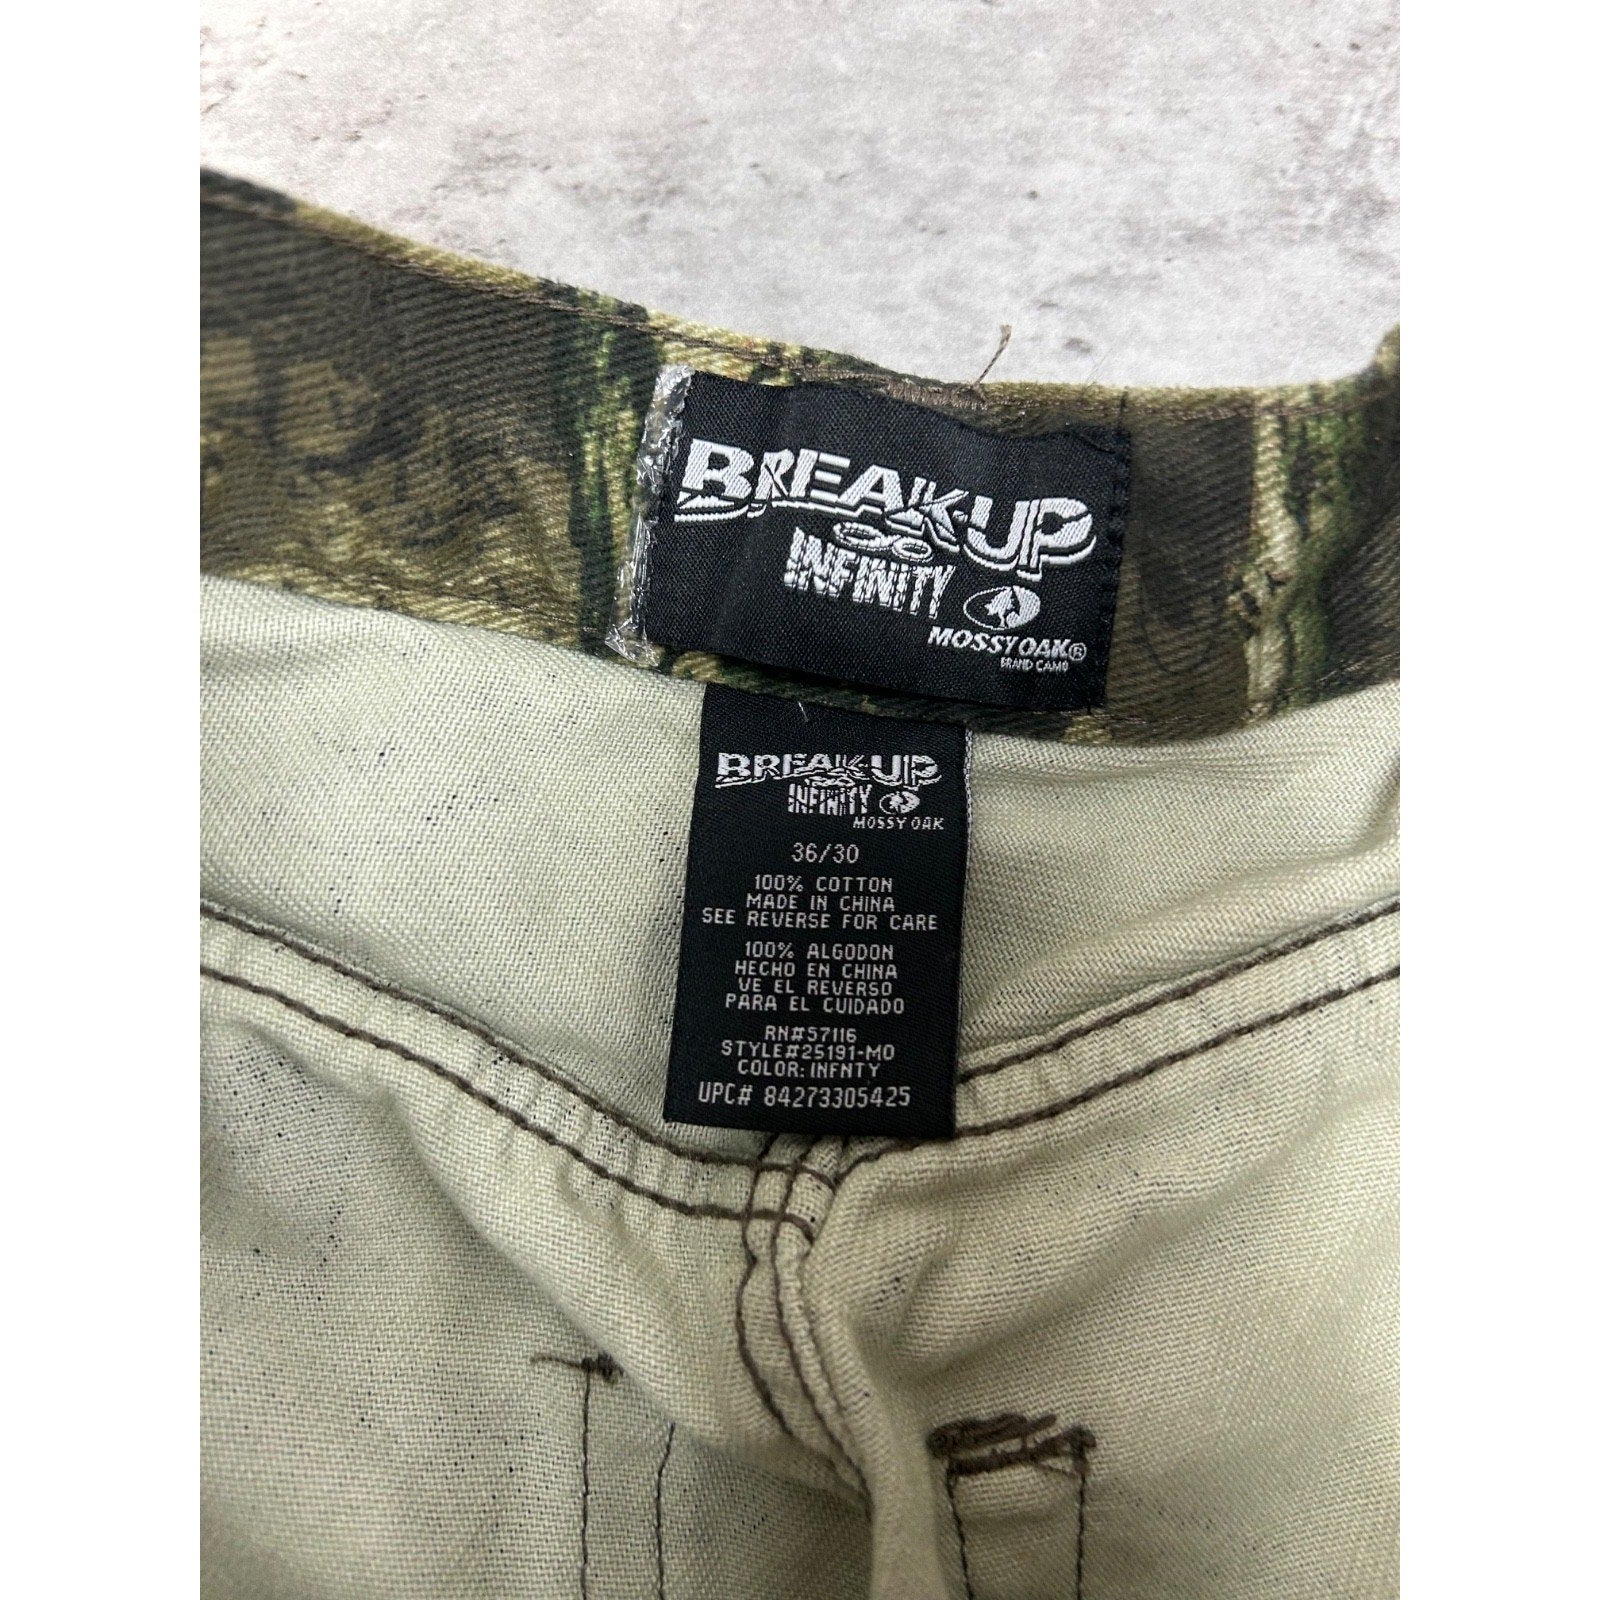 BREAK-UP
INFINITY
MOSSY OAK®
BRAND CAMO
BREAK-UP
INFINITY
MOSSY OAK
36/30
100% COTTON
MADE IN CHINA
SEE REVERSE FOR CARE
100% ALGODON
HECHO EN CHINA
VE EL REVERSO
PARA EL CUIDADO
RN#57116
STYLE#25191-MO
COLOR: INFNTY
UPC# 84273305425